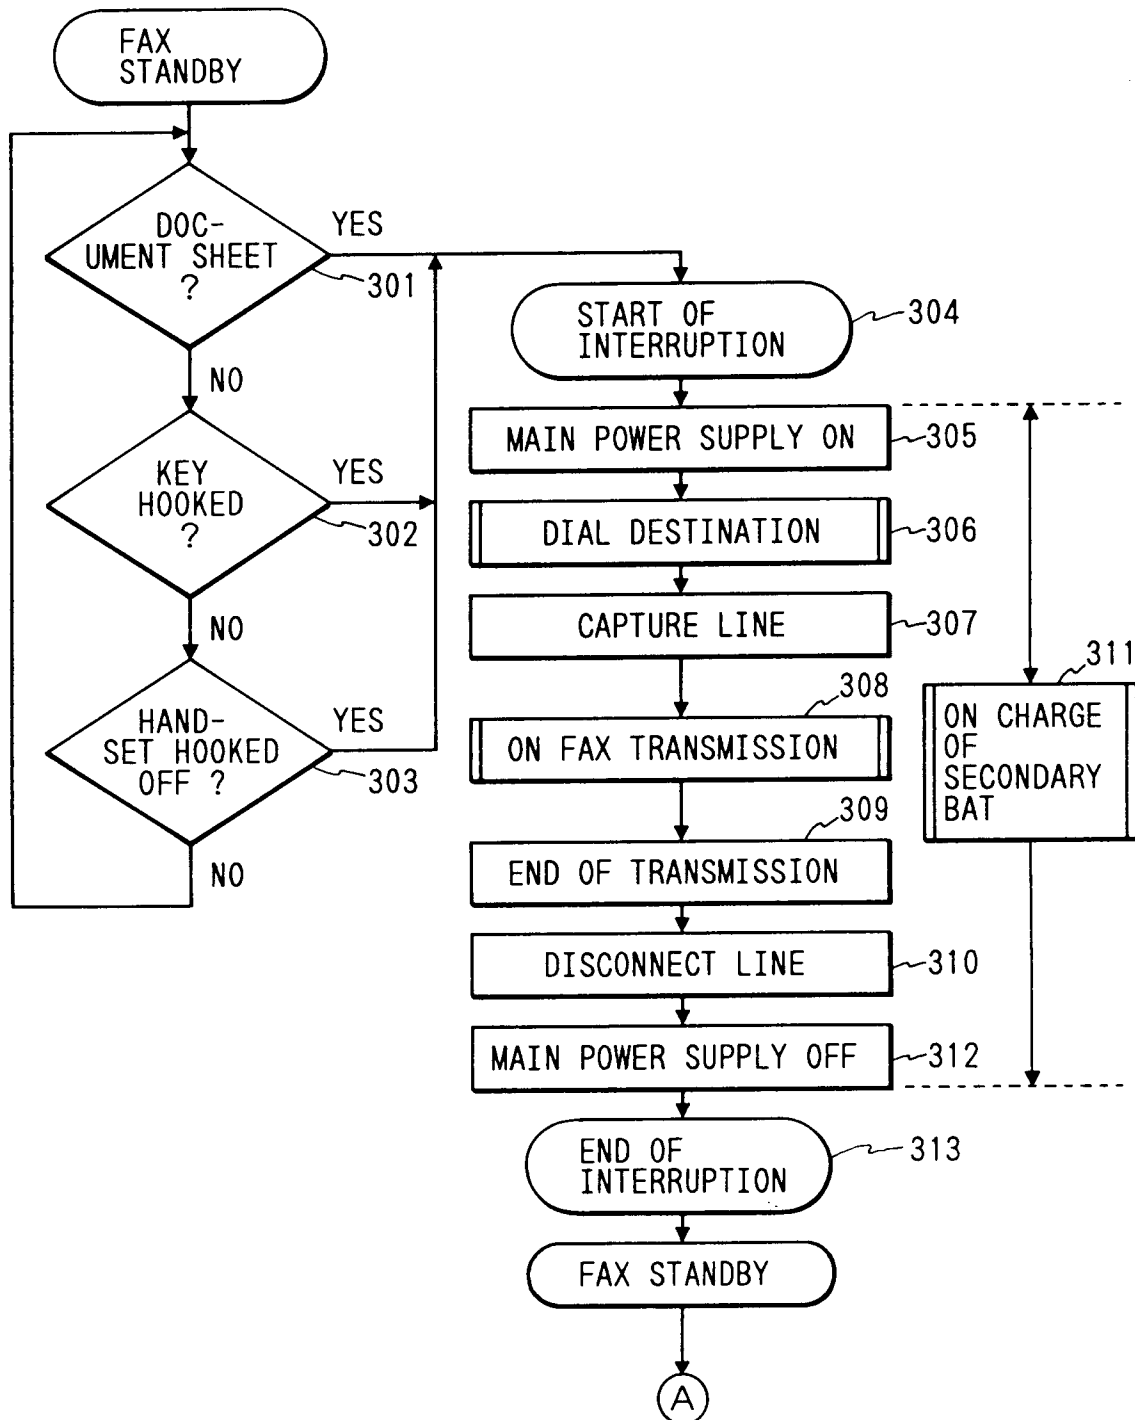 FAX
STANDBY
DOC-
UMENT SHEET
?
YES
301
NO
KEY
HOOKED
?
YES
302
NO
HAND-
SET HOOKED
OFF ?
YES
303
NO
START OF
INTERRUPTION
304
MAIN POWER SUPPLY ON
305
DIAL DESTINATION
306
CAPTURE LINE
307
308
ON FAX TRANSMISSION
309
END OF TRANSMISSION
DISCONNECT LINE
310
MAIN POWER SUPPLY OFF
312
311
ON CHARGE
OF
SECONDARY
BAT
END OF
INTERRUPTION
313
FAX STANDBY
A